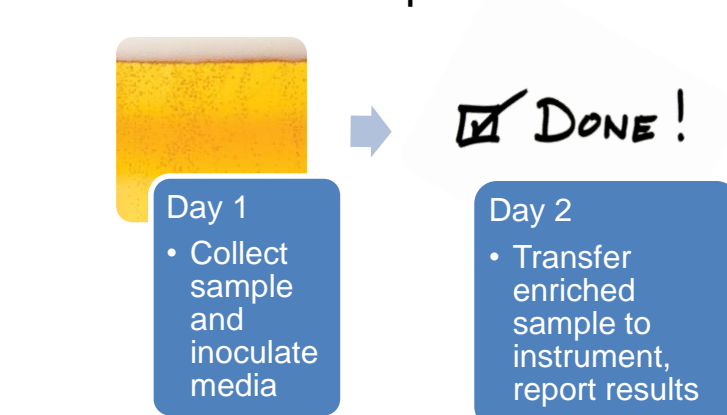 DONE!
Day 1
• Collect
sample
and
inoculate
media
Day 2
• Transfer
enriched
sample to
instrument,
report results